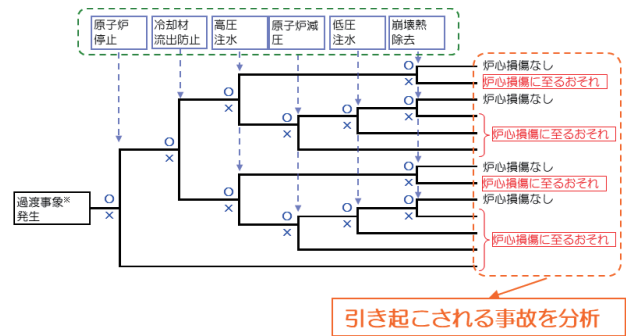 原子炉
停止
冷却材
流出防止
高圧
注水
原子炉減
圧
低圧
注水
崩壊熱
除去
過渡事象※
発生
O
×
O
×
O
×
O
×
O
×
O
×
O
×
O
×
O
×
O
×
O
×
O
×
炉心損傷なし
炉心損傷に至るおそれ
炉心損傷なし
炉心損傷に至るおそれ
炉心損傷なし
炉心損傷に至るおそれ
炉心損傷なし
炉心損傷に至るおそれ
引き起こされる事故を分析